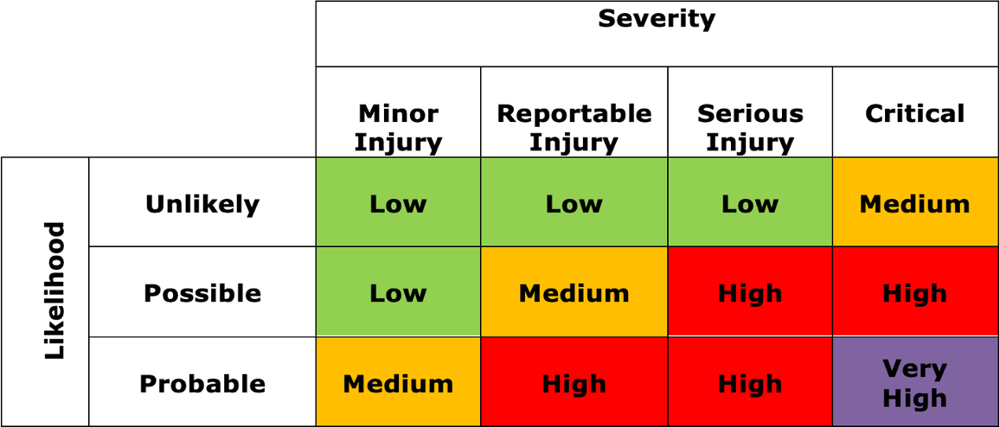 Severity
Minor Injury Reportable Injury Serious Injury Critical
Likelihood
Unlikely Low Low Low Medium
Possible Low Medium High High
Probable Medium High High Very High